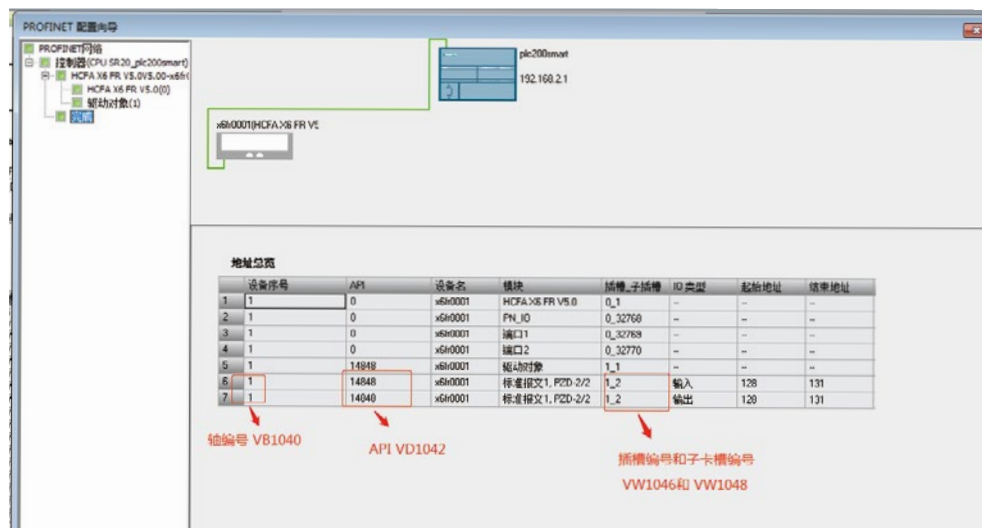 PROFINET 配置向导
PROFINET网络
控制器(CPU SR20_plc200smart)
HCFA X6 FR V5.0V5.00-x6fr
HCFA X6 FR V5.0(0)
驱动对象(1)
完成
plc200smart
192.168.2.1
x6fr0001(HCFA X6 FR V5
地址总览
设备序号 API 设备名 模块 插槽_子插槽 IO 类型 起始地址 结束地址
1 1 0 x6fr0001 HCFA X6 FR V5.0 0_1 -- -- --
2 1 0 x6fr0001 PN_IO 0_32768 -- -- --
3 1 0 x6fr0001 端口1 0_32769 -- -- --
4 1 0 x6fr0001 端口2 0_32770 -- -- --
5 1 14848 x6fr0001 驱动对象 1_1 -- -- --
6 1 14848 x6fr0001 标准报文1, PZD-2/2 1_2 输入 128 131
7 1 14848 x6fr0001 标准报文1, PZD-2/2 1_2 输出 128 131
轴编号 VB1040
API VD1042
插槽编号和子卡槽编号
VW1046和 VW1048